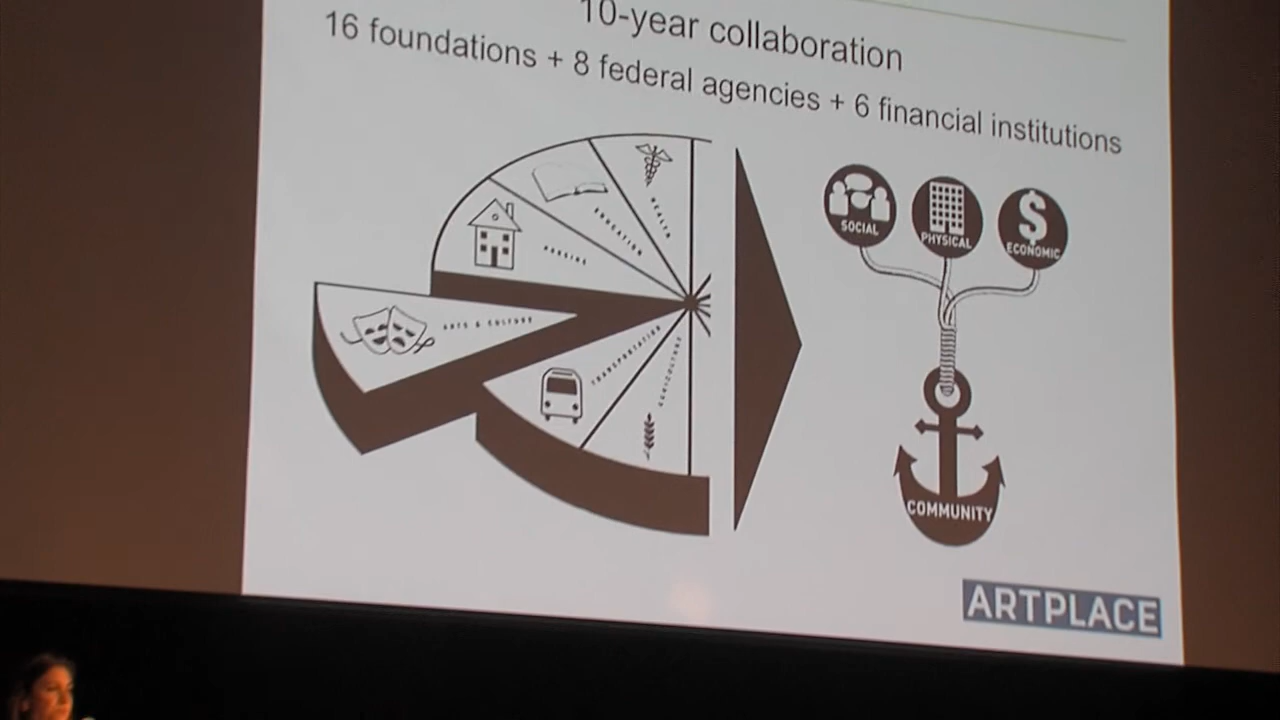 10-year collaboration
16 foundations + 8 federal agencies + 6 financial institutions
HEALTH
EDUCATION
HOUSING
ARTS & CULTURE
TRANSPORTATION
AGRICULTURE
SOCIAL
PHYSICAL
ECONOMIC
COMMUNITY
ARTPLACE